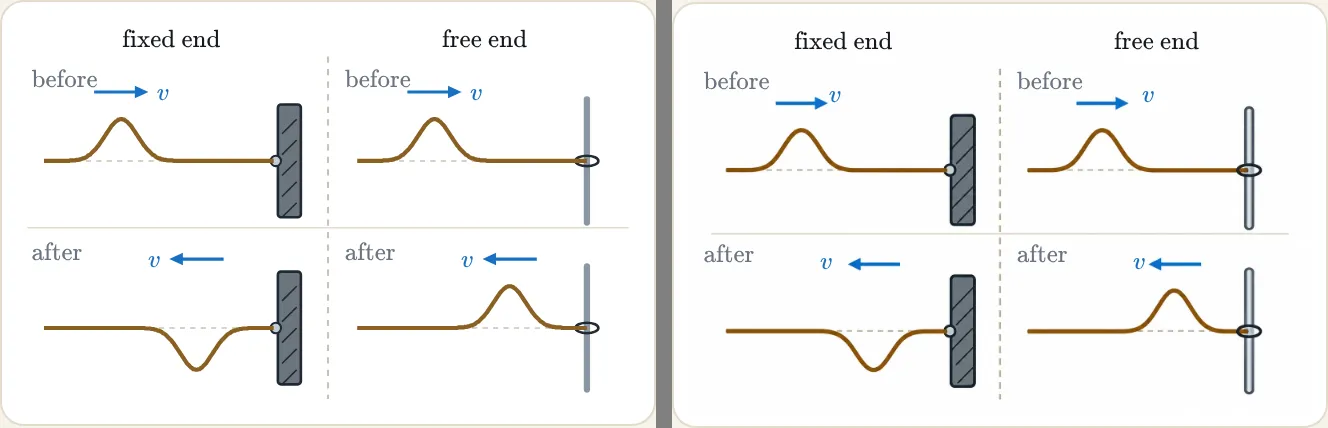 fixed end
free end
before
v
before
v
after
v
after
v
fixed end
free end
before
v
before
v
after
v
after
v